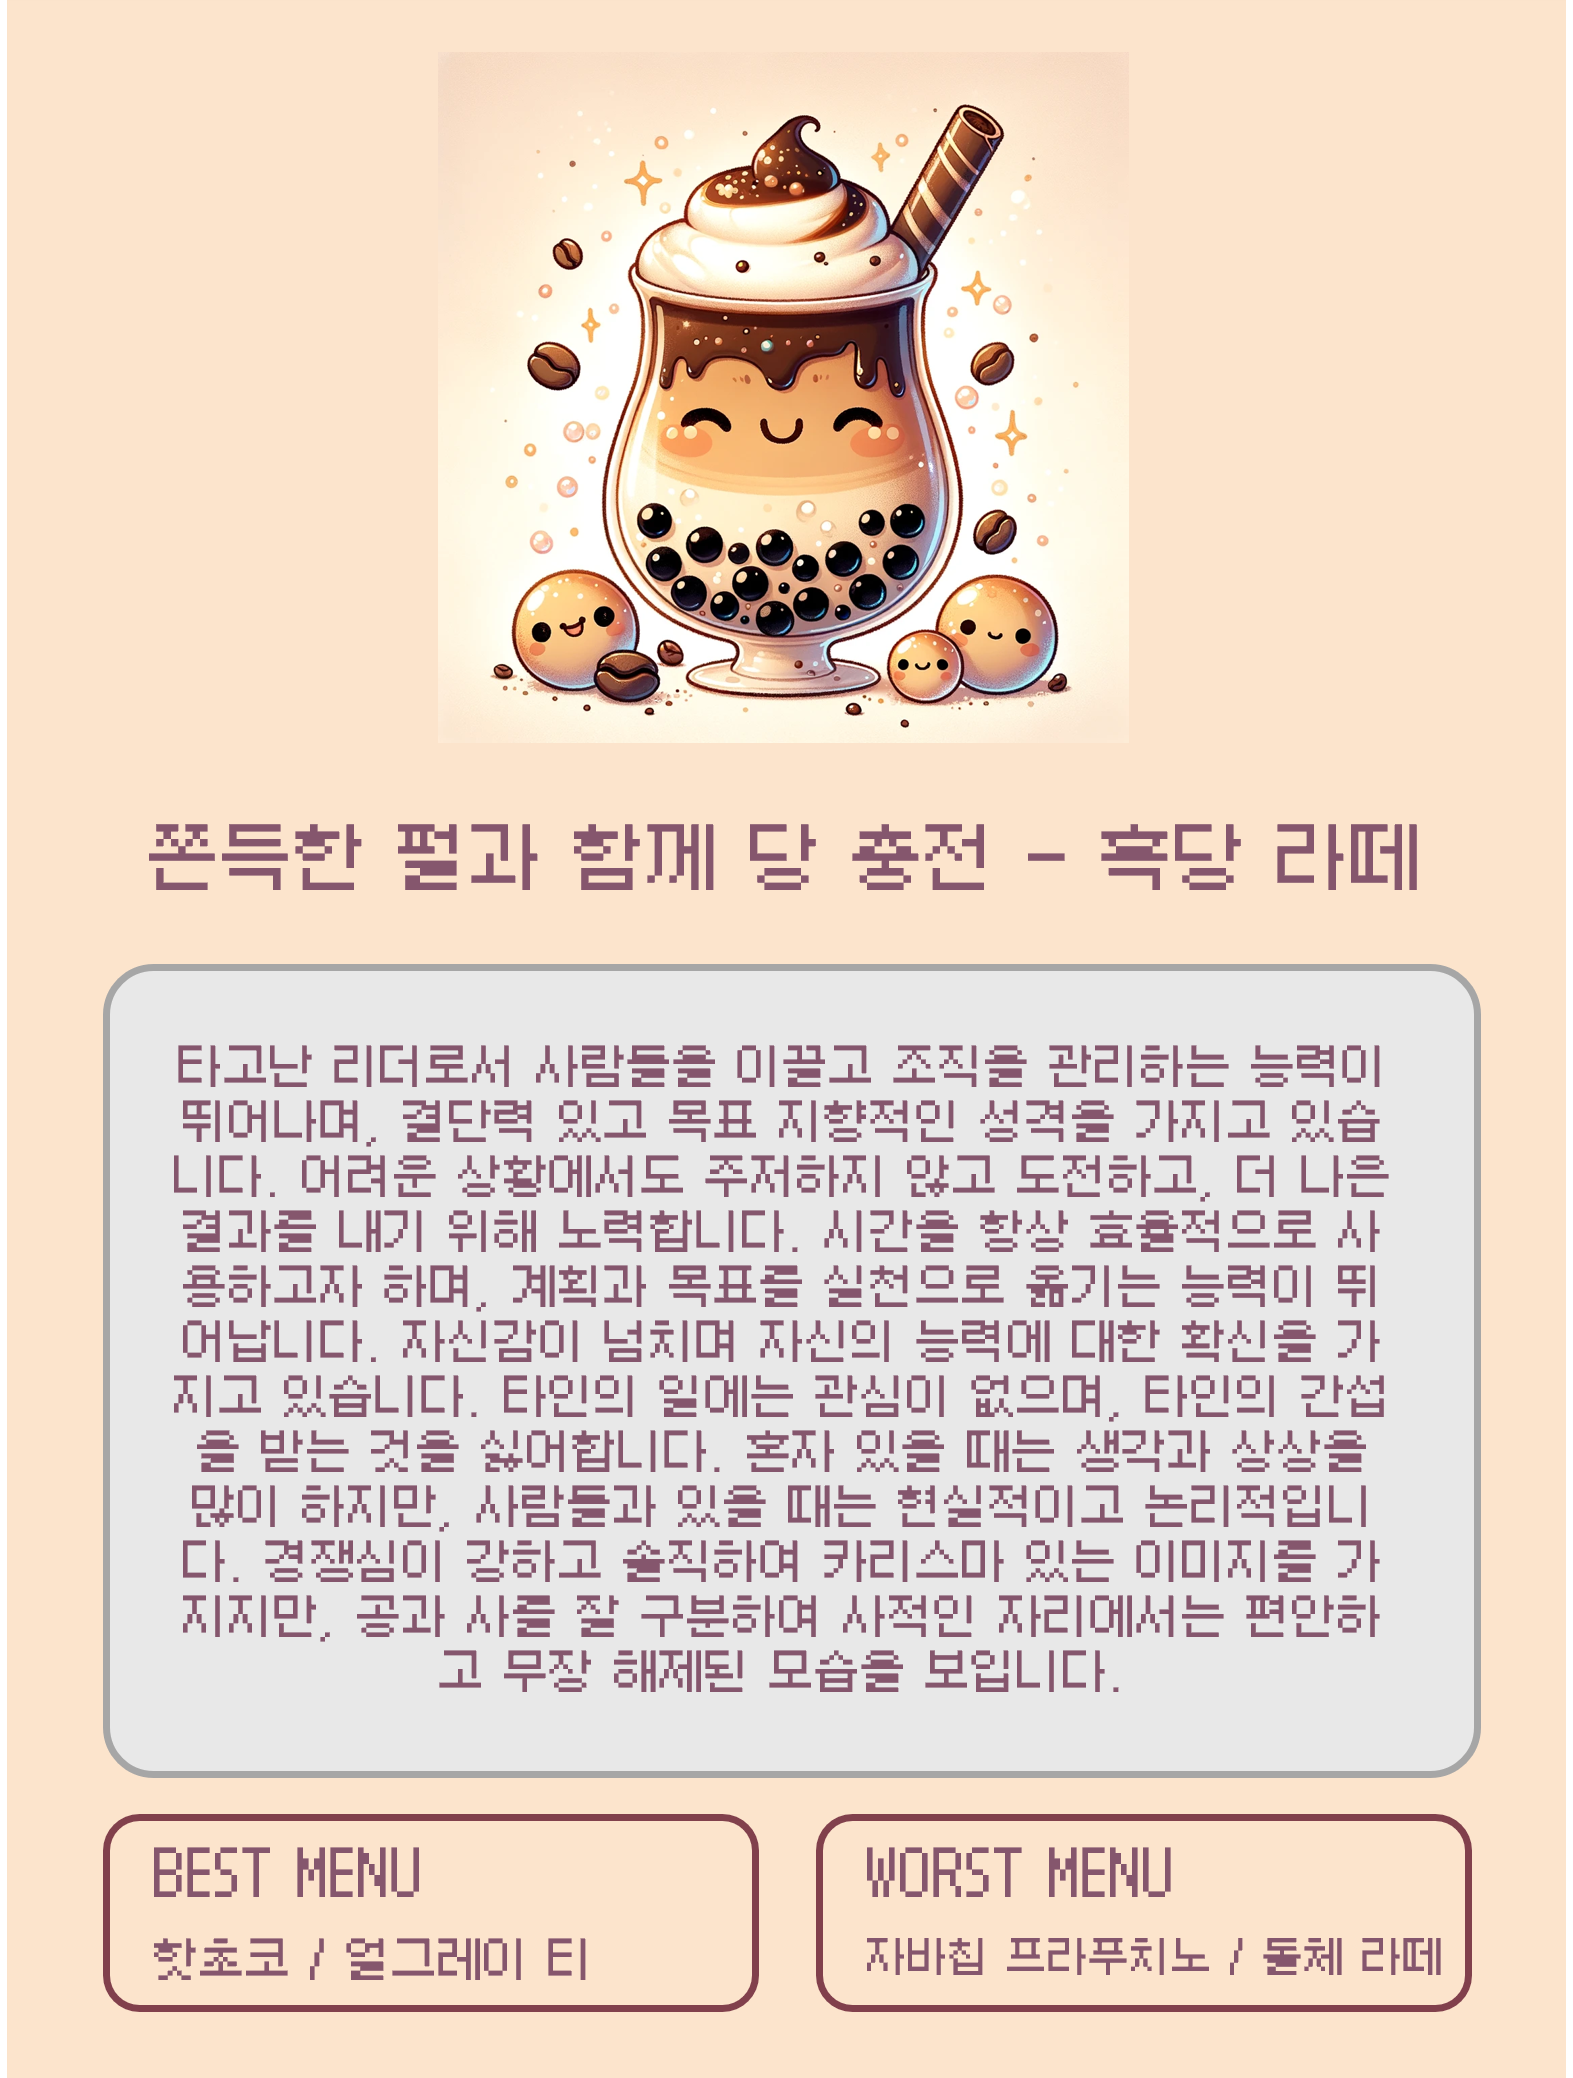 쫀득한 펄과 함께 당 충전 - 흑당 라떼
타고난 리더로서 사람들을 이끌고 조직을 관리하는 능력이
뛰어나며, 결단력 있고 목표 지향적인 성격을 가지고 있습
니다. 어려운 상황에서도 주저하지 않고 도전하고, 더 나은
결과를 내기 위해 노력합니다. 시간을 항상 효율적으로 사
용하고자 하며, 계획과 목표를 실천으로 옮기는 능력이 뛰
어납니다. 자신감이 넘치며 자신의 능력에 대한 확신을 가
지고 있습니다. 타인의 일에는 관심이 없으며, 타인의 간섭
을 받는 것을 싫어합니다. 혼자 있을 때는 생각과 상상을
많이 하지만, 사람들과 있을 때는 현실적이고 논리적입니
다. 경쟁심이 강하고 솔직하여 카리스마 있는 이미지를 가
지지만, 공과 사를 잘 구분하여 사적인 자리에서는 편안하
고 무장 해제된 모습을 보입니다.
BEST MENU
핫초코 / 얼그레이 티
WORST MENU
자바칩 프라푸치노 / 돌체 라떼